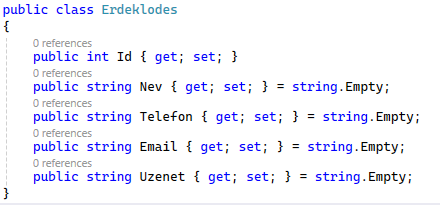 public class Erdeklodes
{
0 references
public int Id { get; set; }
0 references
public string Nev { get; set; } = string.Empty;
0 references
public string Telefon { get; set; } = string.Empty;
0 references
public string Email { get; set; } = string.Empty;
0 references
public string Uzenet { get; set; } = string.Empty;
}